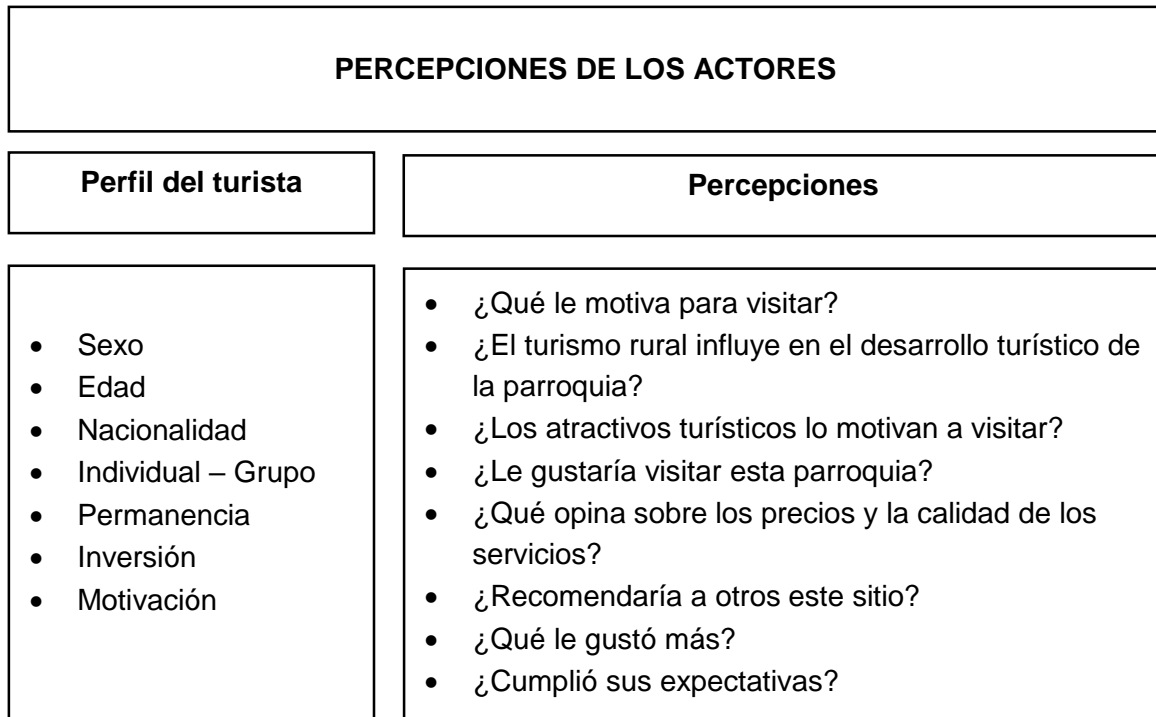 PERCEPCIONES DE LOS ACTORES
Perfil del turista
Percepciones
• Sexo
• Edad
• Nacionalidad
• Individual – Grupo
• Permanencia
• Inversión
• Motivación
• ¿Qué le motiva para visitar?
• ¿El turismo rural influye en el desarrollo turístico de
la parroquia?
• ¿Los atractivos turísticos lo motivan a visitar?
• ¿Le gustaría visitar esta parroquia?
• ¿Qué opina sobre los precios y la calidad de los
servicios?
• ¿Recomendaría a otros este sitio?
• ¿Qué le gustó más?
• ¿Cumplió sus expectativas?